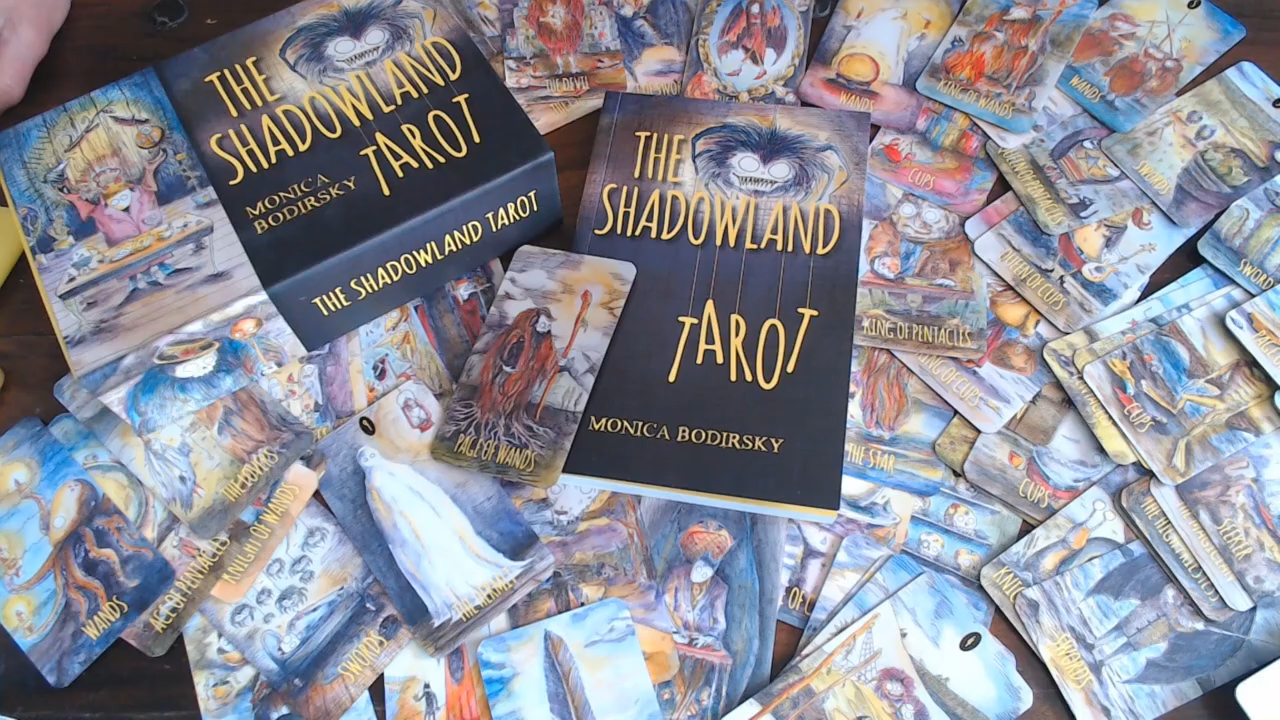 THE
SHADOWLAND
TAROT
MONICA
BODIRSKY
THE SHADOWLAND TAROT
THE
SHADOWLAND
TAROT
MONICA BODIRSKY
THE DEVIL
WANDS
KING OF WANDS
WANDS
CUPS
SWORDS
QUEEN OF CUPS
KING OF PENTACLES
KING OF CUPS
SWORDS
CUPS
THE STAR
CUPS
PAGE OF WANDS
THE LOVERS
KNIGHT OF WANDS
ACE OF PENTACLES
WANDS
SWORDS
THE HERMIT
SEEKER
SWORDS